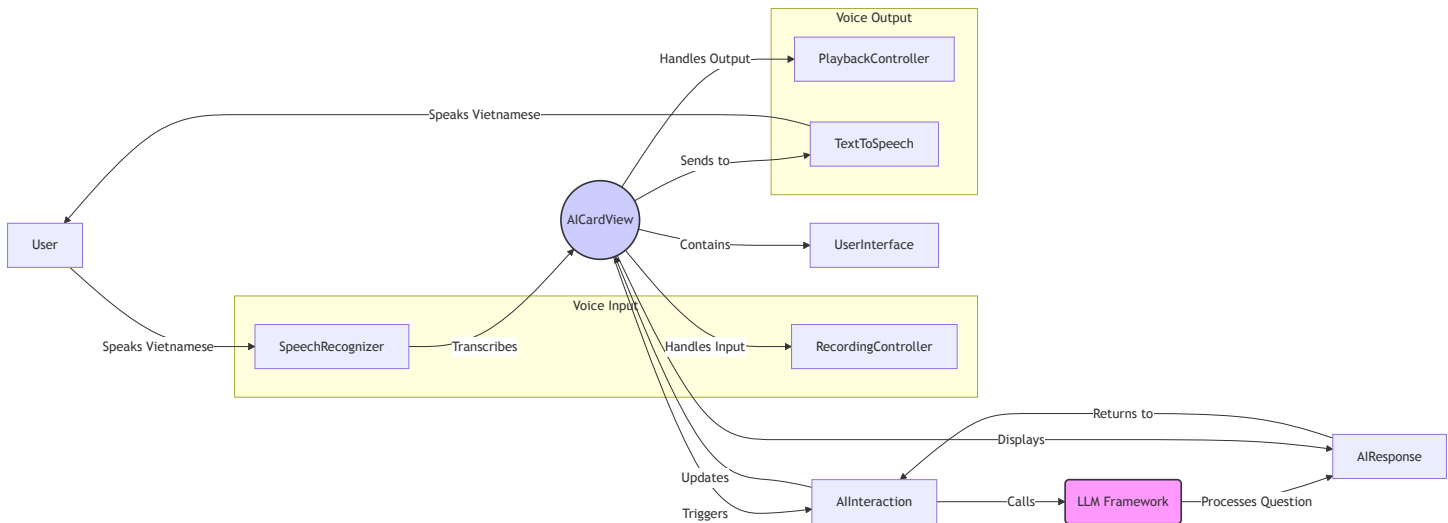 Voice Output
Handles Output
PlaybackController
Speaks Vietnamese
TextToSpeech
Sends to
AICardView
User
Contains
UserInterface
Voice Input
Speaks Vietnamese
SpeechRecognizer
Transcribes
Handles Input
RecordingController
Returns to
Displays
AIResponse
Updates
AIInteraction
Calls
LLM Framework
Processes Question
Triggers